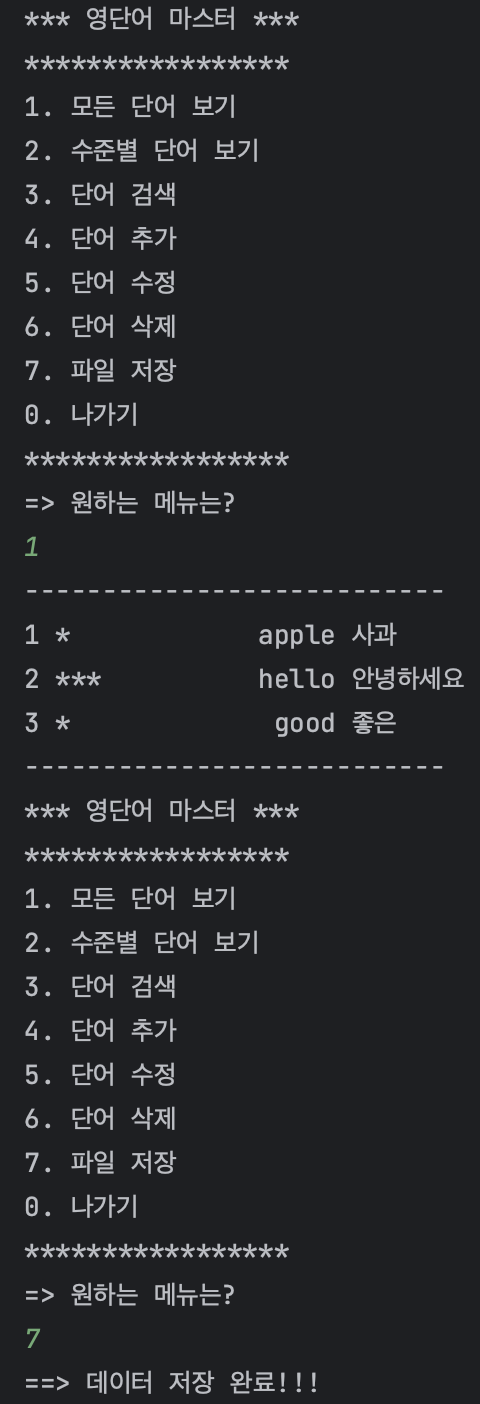 *** 영단어 마스터 ***
*****************
1. 모든 단어 보기
2. 수준별 단어 보기
3. 단어 검색
4. 단어 추가
5. 단어 수정
6. 단어 삭제
7. 파일 저장
0. 나가기
*****************
=> 원하는 메뉴는?
1
---------------------------
1 *            apple 사과
2 ***          hello 안녕하세요
3 *             good 좋은
---------------------------
*** 영단어 마스터 ***
*****************
1. 모든 단어 보기
2. 수준별 단어 보기
3. 단어 검색
4. 단어 추가
5. 단어 수정
6. 단어 삭제
7. 파일 저장
0. 나가기
*****************
=> 원하는 메뉴는?
7
==> 데이터 저장 완료!!!